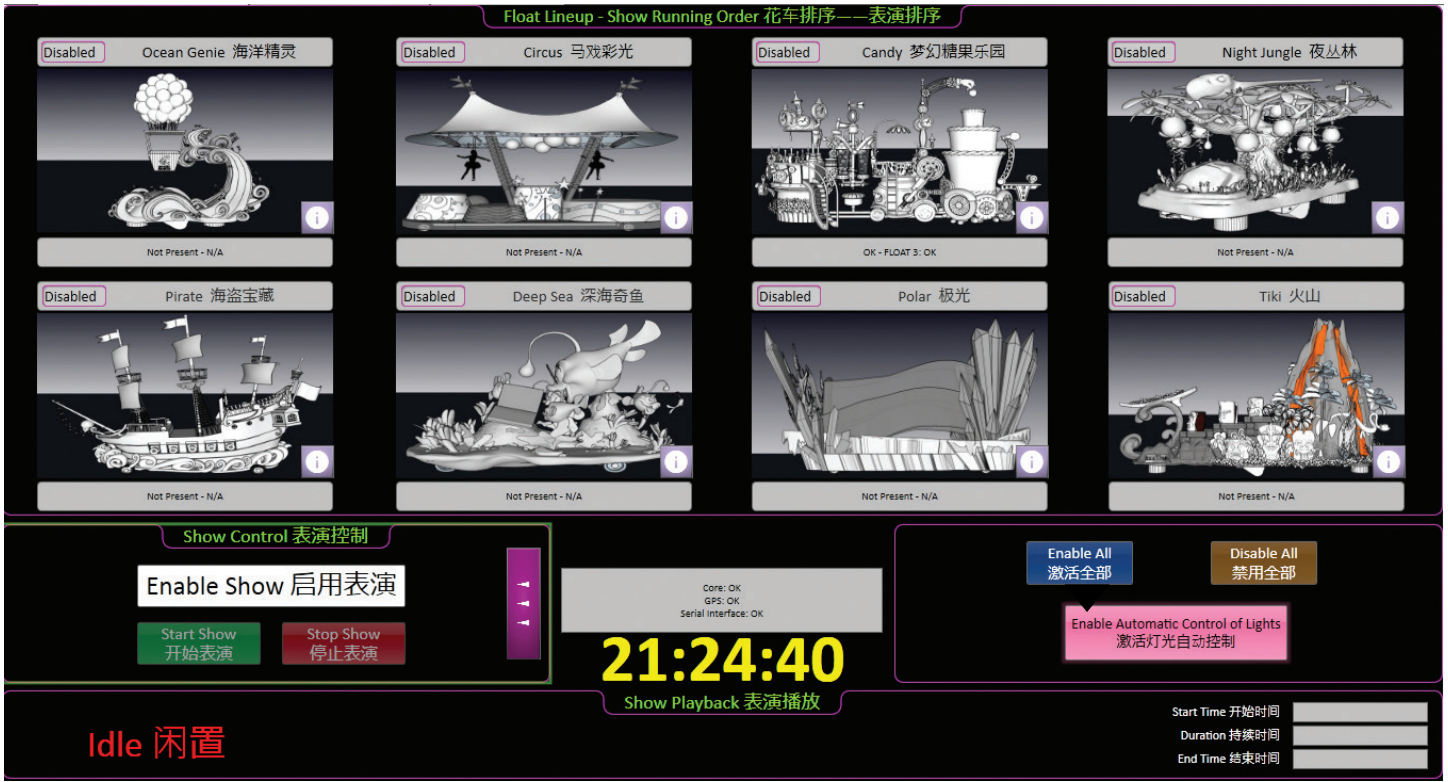 Float Lineup - Show Running Order 花车排序——表演排序
Disabled
Ocean Genie 海洋精灵
Disabled
Circus 马戏彩光
Disabled
Candy 梦幻糖果乐园
Disabled
Night Jungle 夜丛林
i
i
i
i
Not Present - N/A
Not Present - N/A
OK - FLOAT 3: OK
Not Present - N/A
Disabled
Pirate 海盗宝藏
Disabled
Deep Sea 深海奇鱼
Disabled
Polar 极光
Disabled
Tiki 火山
i
i
i
i
Not Present - N/A
Not Present - N/A
Not Present - N/A
Not Present - N/A
Show Control 表演控制
Enable Show 启用表演
Start Show
开始表演
Stop Show
停止表演
Core: OK
GPS: OK
Serial Interface: OK
21:24:40
Enable All
激活全部
Disable All
禁用全部
Enable Automatic Control of Lights
激活灯光自动控制
Show Playback 表演播放
Idle 闲置
Start Time 开始时间
Duration 持续时间
End Time 结束时间